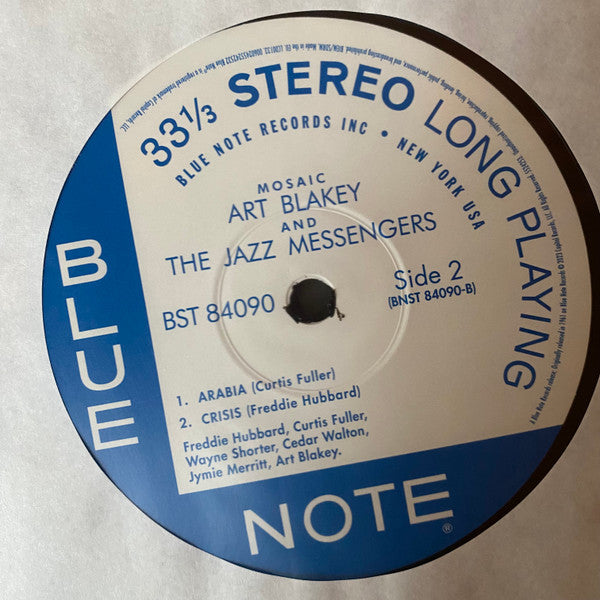 33⅓ STEREO LONG PLAYING
BLUE NOTE RECORDS INC • NEW YORK USA
MOSAIC
ART BLAKEY
AND
THE JAZZ MESSENGERS
BST 84090
Side 2
(BNST 84090-B)
1. ARABIA (Curtis Fuller)
2. CRISIS (Freddie Hubbard)
Freddie Hubbard, Curtis Fuller,
Wayne Shorter, Cedar Walton,
Jymie Merritt, Art Blakey.
BLUE
NOTE®